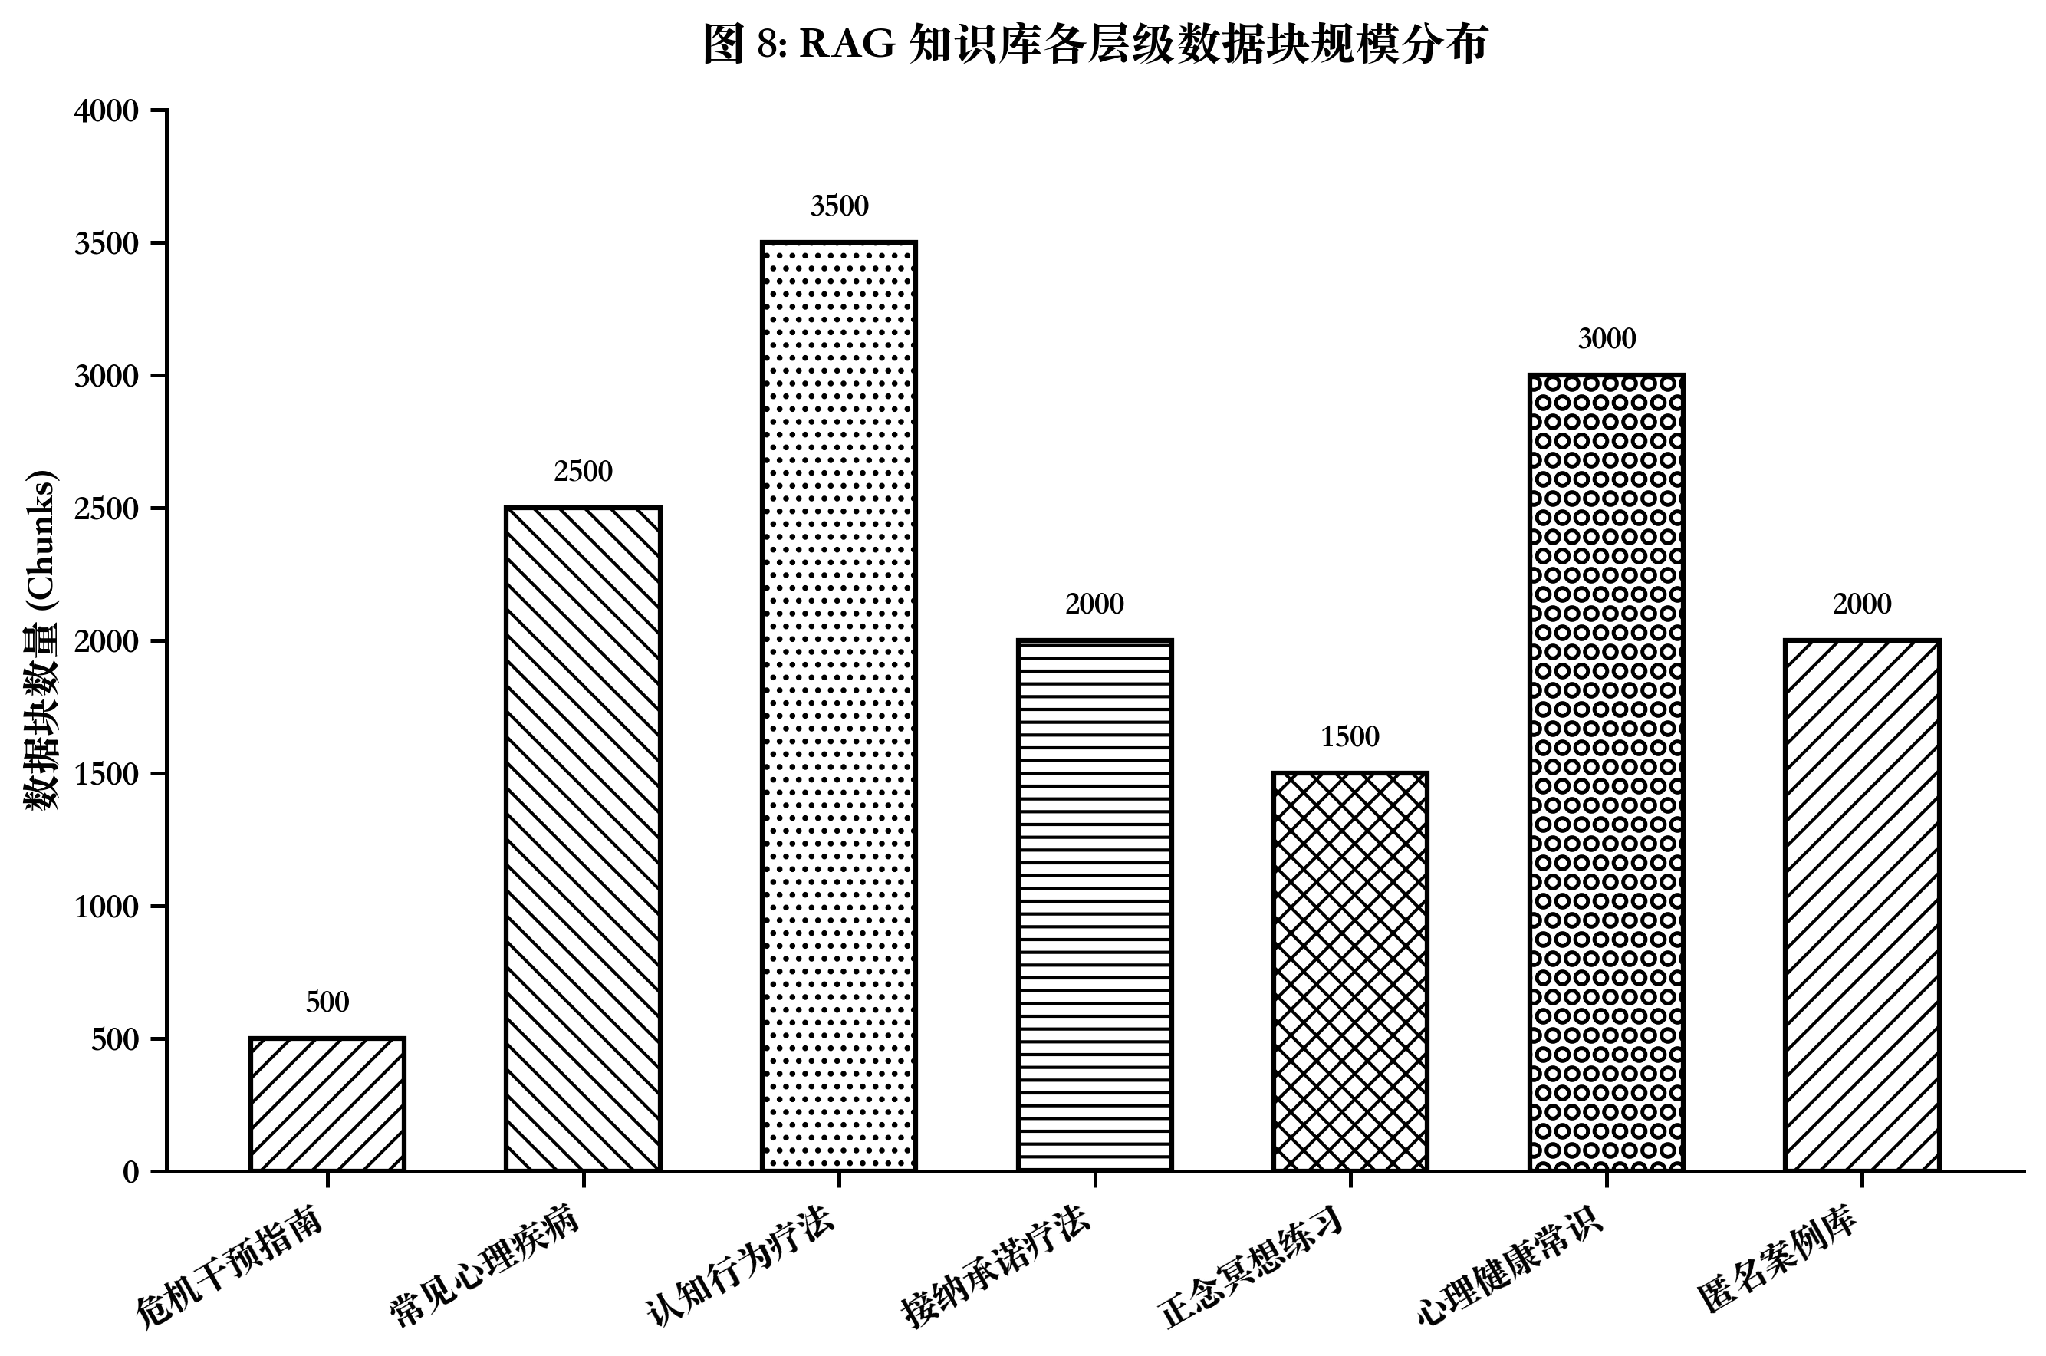 图 8: RAG 知识库各层级数据块规模分布
数据块数量 (Chunks)
4000
3500
3000
2500
2000
1500
1000
500
0
500
2500
3500
2000
1500
3000
2000
危机干预指南
常见心理疾病
认知行为疗法
接纳承诺疗法
正念冥想练习
心理健康常识
匿名案例库